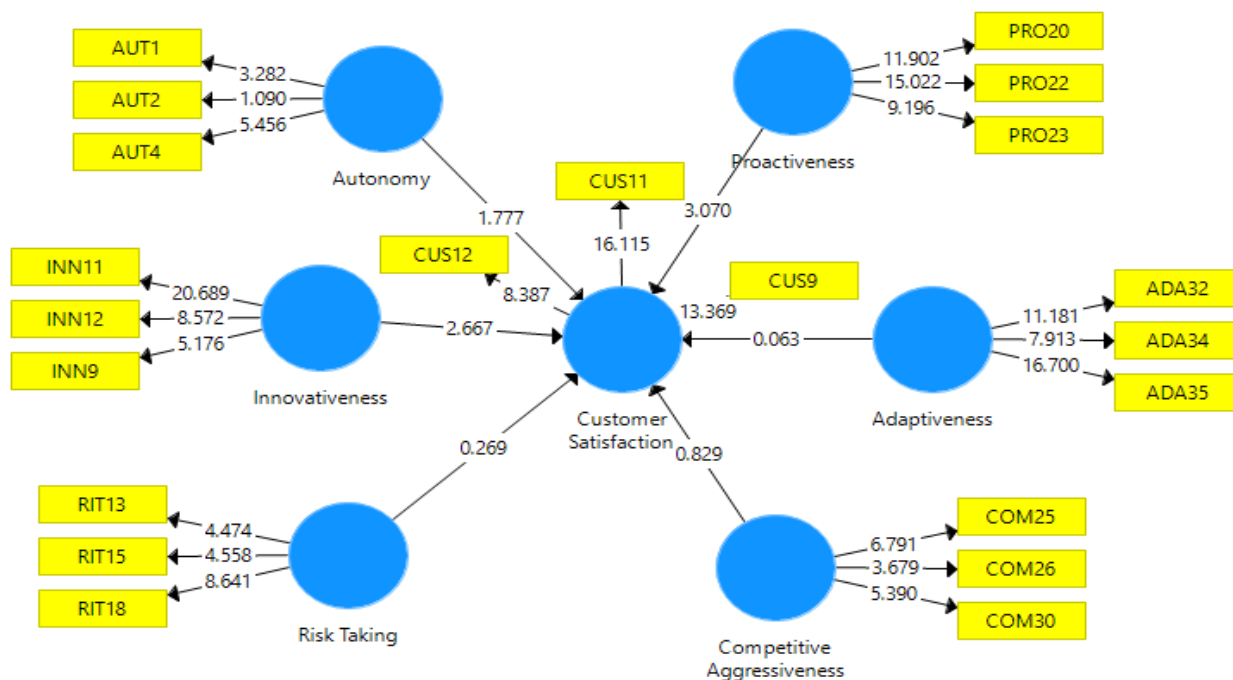 AUT1
3.282
AUT2
1.090
AUT4
5.456
Autonomy
1.777
PRO20
11.902
PRO22
15.022
PRO23
9.196
Proactiveness
3.070
CUS11
16.115
CUS12
8.387
CUS9
13.369
INN11
20.689
INN12
8.572
INN9
5.176
Innovativeness
2.667
ADA32
11.181
ADA34
7.913
ADA35
16.700
Adaptiveness
0.063
Customer
Satisfaction
RIT13
4.474
RIT15
4.558
RIT18
8.641
Risk Taking
0.269
COM25
6.791
COM26
3.679
COM30
5.390
Competitive
Aggressiveness
0.829